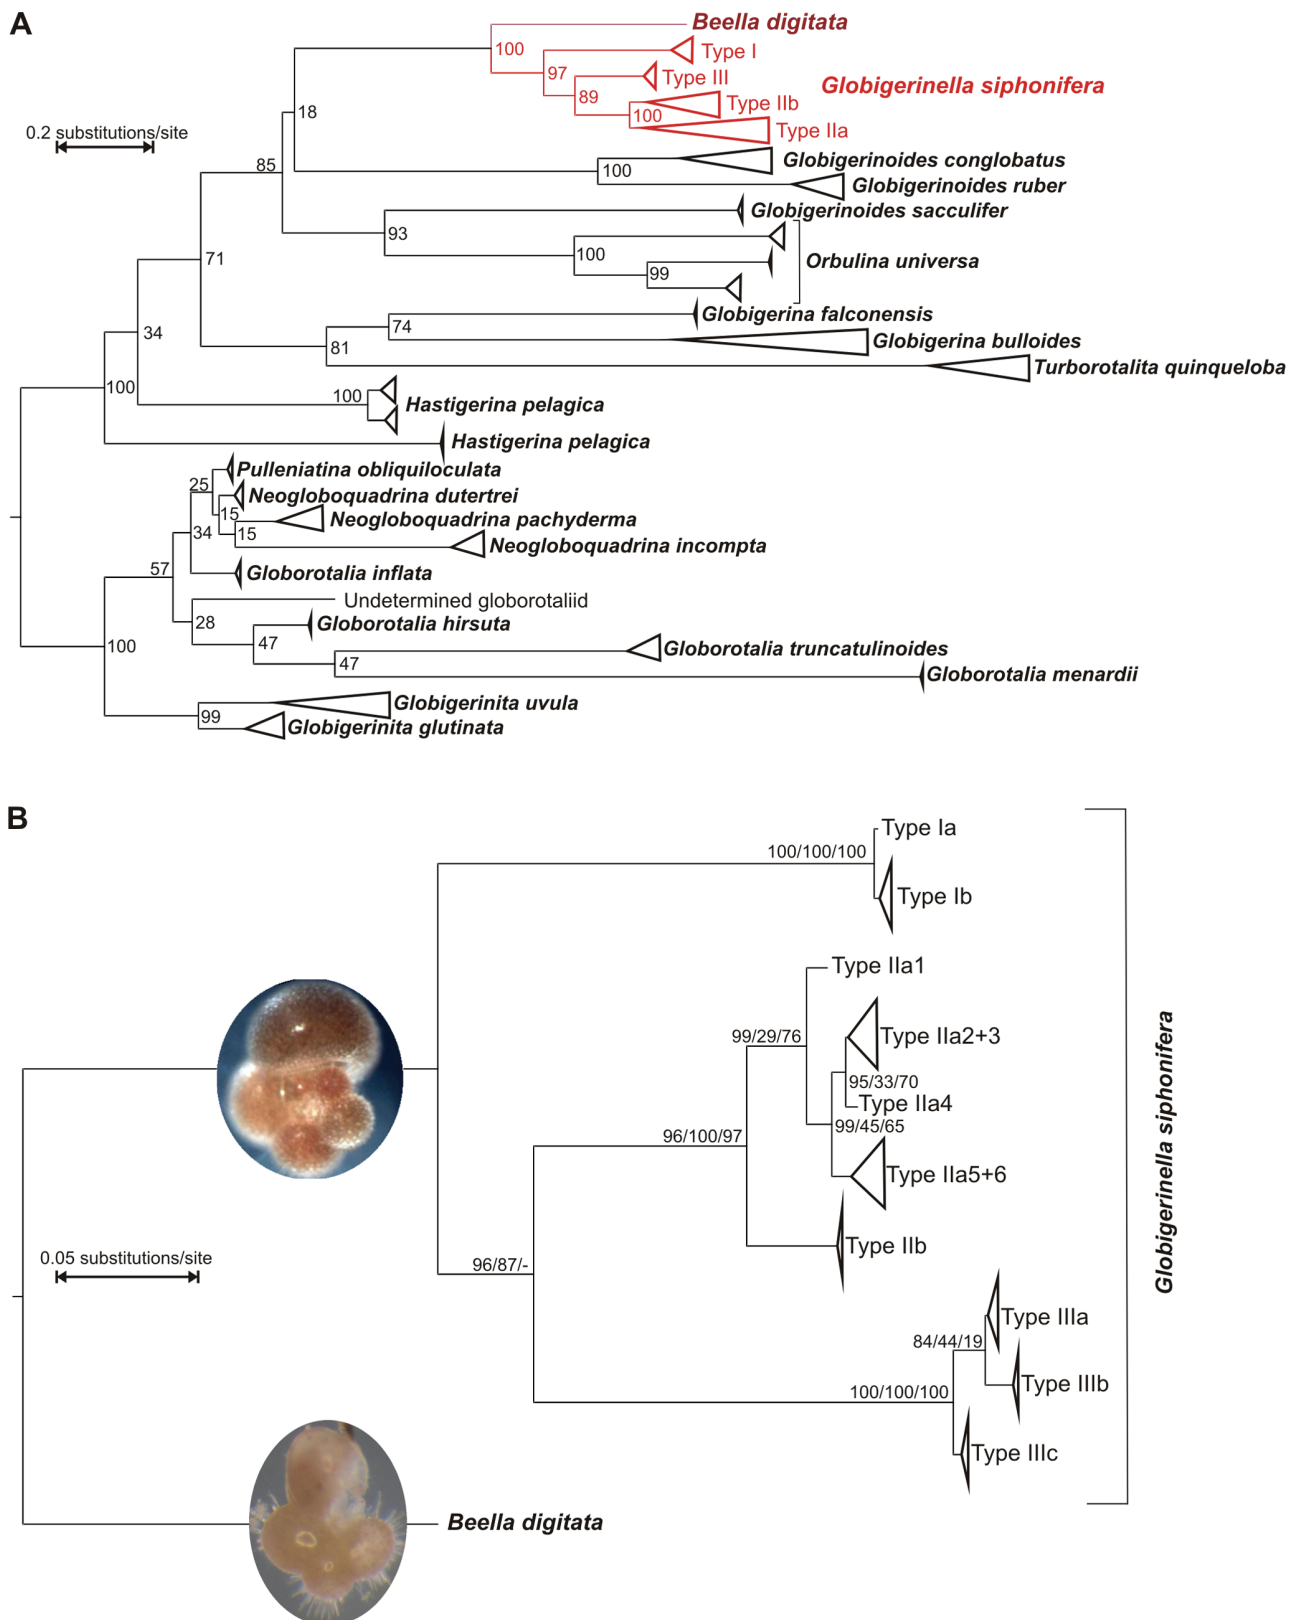 A
Beella digitata
100
Type I
97
Type III
Globigerinella siphonifera
89
Type IIb
18
100
0.2 substitutions/site
Type IIa
85
Globigerinoides conglobatus
100
Globigerinoides ruber
Globigerinoides sacculifer
93
100
71
Orbulina universa
99
Globigerina falconensis
74
34
Globigerina bulloides
81
Turborotalita quinqueloba
100
100
Hastigerina pelagica
Hastigerina pelagica
Pulleniatina obliquiloculata
25
Neogloboquadrina dutertrei
15
Neogloboquadrina pachyderma
34
15
Neogloboquadrina incompta
57
Globorotalia inflata
Undetermined globorotaliid
28
Globorotalia hirsuta
47
100
Globorotalia truncatulinoides
47
Globorotalia menardii
Globigerinita uvula
99
Globigerinita glutinata
B
Type Ia
100/100/100
Type Ib
Type IIa1
99/29/76
Type IIa2+3
95/33/70
Type IIa4
99/45/65
96/100/97
Type IIa5+6
Globigerinella siphonifera
Type IIb
0.05 substitutions/site
96/87/-
Type IIIa
84/44/19
Type IIIb
100/100/100
Type IIIc
Beella digitata